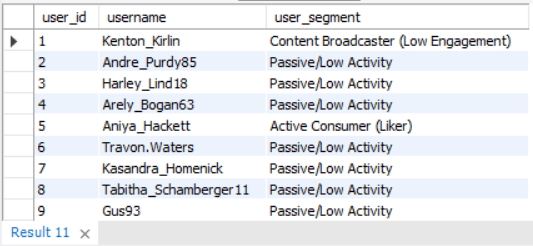 user_id username user_segment
1 Kenton_Kirlin Content Broadcaster (Low Engagement)
2 Andre_Purdy85 Passive/Low Activity
3 Harley_Lind18 Passive/Low Activity
4 Arely_Bogan63 Passive/Low Activity
5 Aniya_Hackett Active Consumer (Liker)
6 Travon.Waters Passive/Low Activity
7 Kasandra_Homenick Passive/Low Activity
8 Tabitha_Schamberger11 Passive/Low Activity
9 Gus93 Passive/Low Activity
Result 11